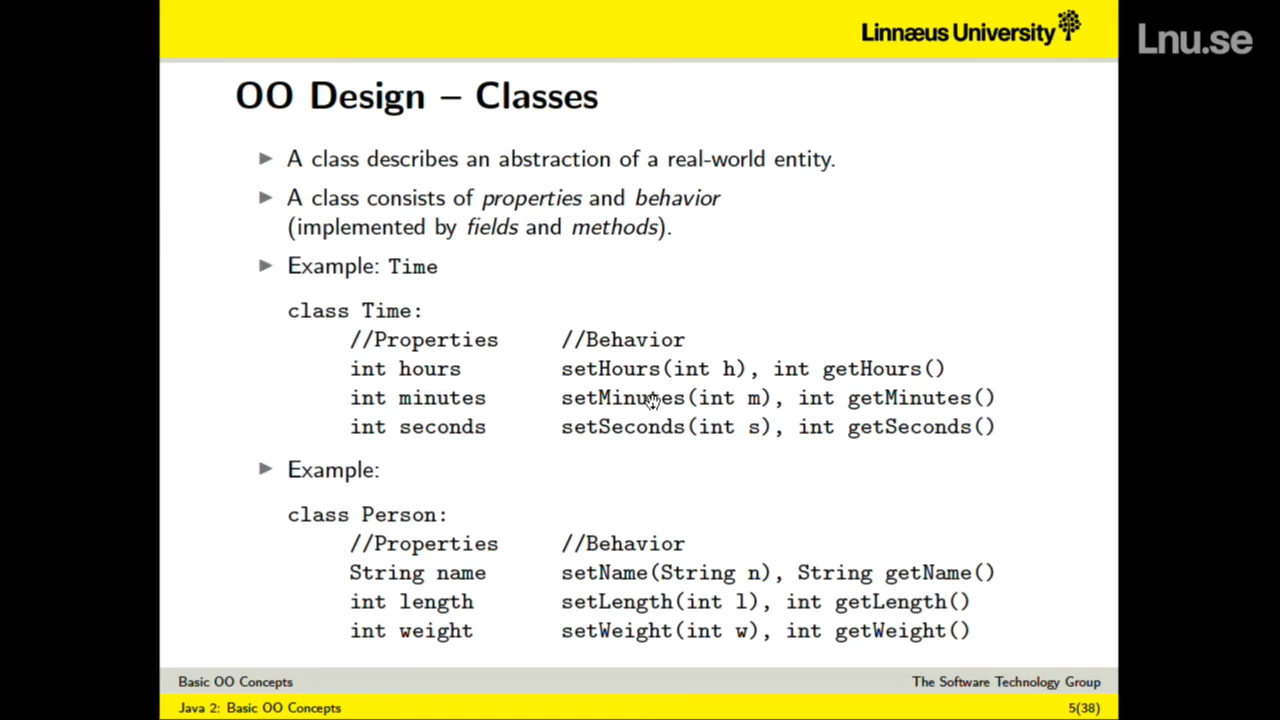 Linnæus University
Lnu.se
OO Design – Classes
▶ A class describes an abstraction of a real-world entity.
▶ A class consists of properties and behavior
(implemented by fields and methods).
▶ Example: Time
class Time:
//Properties //Behavior
int hours setHours(int h), int getHours()
int minutes setMinutes(int m), int getMinutes()
int seconds setSeconds(int s), int getSeconds()
▶ Example:
class Person:
//Properties //Behavior
String name setName(String n), String getName()
int length setLength(int l), int getLength()
int weight setWeight(int w), int getWeight()
Basic OO Concepts The Software Technology Group
Java 2: Basic OO Concepts 5(38)